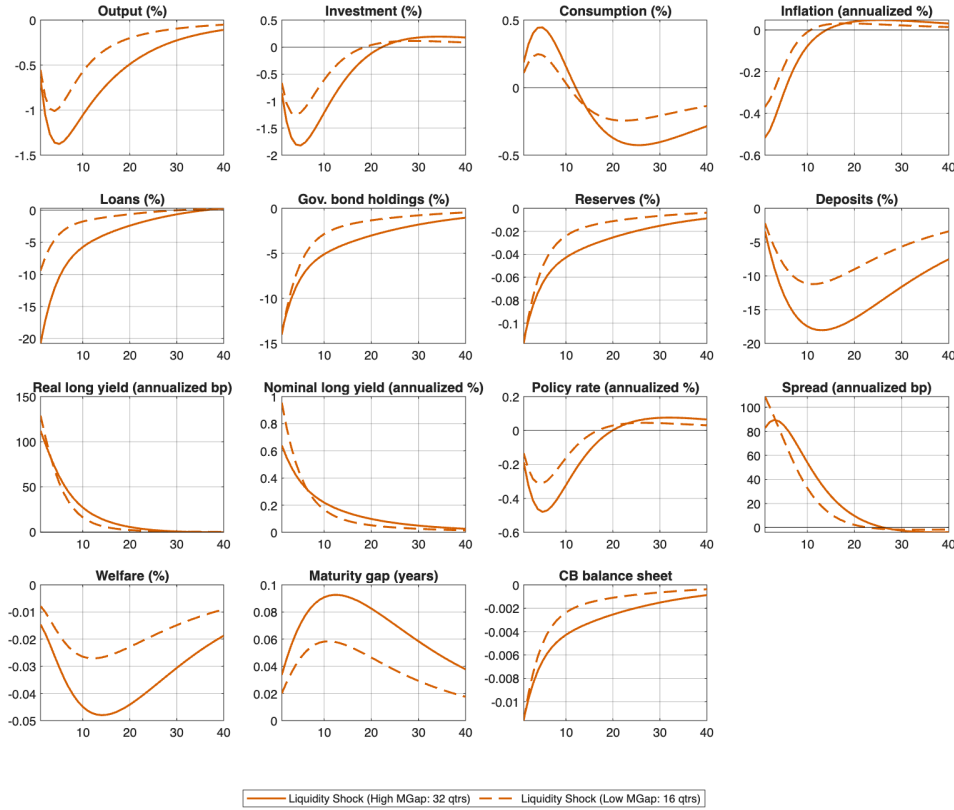 Output (%)
0
-0.5
-1
-1.5
10 20 30 40
Investment (%)
0.5
0
-0.5
-1
-1.5
-2
10 20 30 40
Consumption (%)
0.5
0
-0.5
10 20 30 40
Inflation (annualized %)
0
-0.2
-0.4
-0.6
10 20 30 40
Loans (%)
0
-5
-10
-15
-20
10 20 30 40
Gov. bond holdings (%)
0
-5
-10
-15
10 20 30 40
Reserves (%)
0
-0.02
-0.04
-0.06
-0.08
-0.1
10 20 30 40
Deposits (%)
0
-5
-10
-15
-20
10 20 30 40
Real long yield (annualized bp)
150
100
50
0
10 20 30 40
Nominal long yield (annualized %)
1
0.8
0.6
0.4
0.2
0
10 20 30 40
Policy rate (annualized %)
0.2
0
-0.2
-0.4
-0.6
10 20 30 40
Spread (annualized bp)
100
80
60
40
20
0
10 20 30 40
Welfare (%)
0
-0.01
-0.02
-0.03
-0.04
-0.05
10 20 30 40
Maturity gap (years)
0.1
0.08
0.06
0.04
0.02
0
10 20 30 40
CB balance sheet
0
-0.002
-0.004
-0.006
-0.008
-0.01
10 20 30 40
Liquidity Shock (High MGap: 32 qtrs) Liquidity Shock (Low MGap: 16 qtrs)